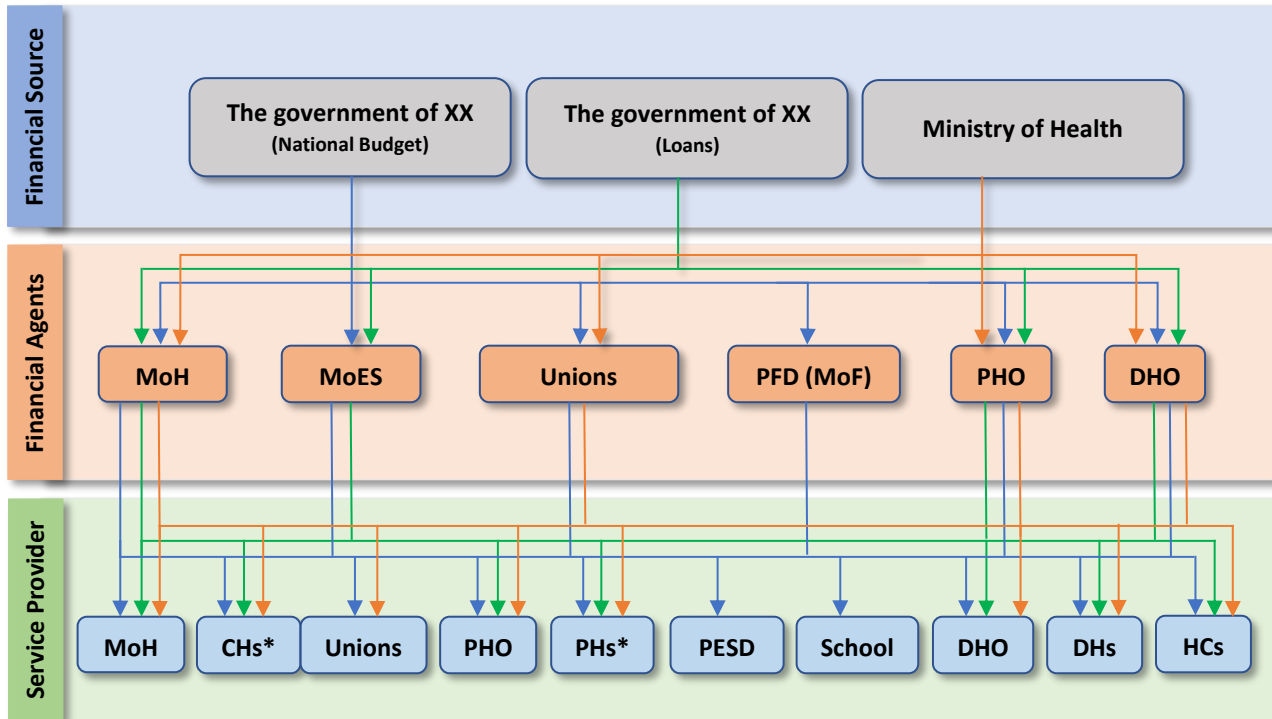 Financial Source
The government of XX
(National Budget)
The government of XX
(Loans)
Ministry of Health
Financial Agents
MoH
MoES
Unions
PFD (MoF)
PHO
DHO
Service Provider
MoH
CHs*
Unions
PHO
PHs*
PESD
School
DHO
DHs
HCs